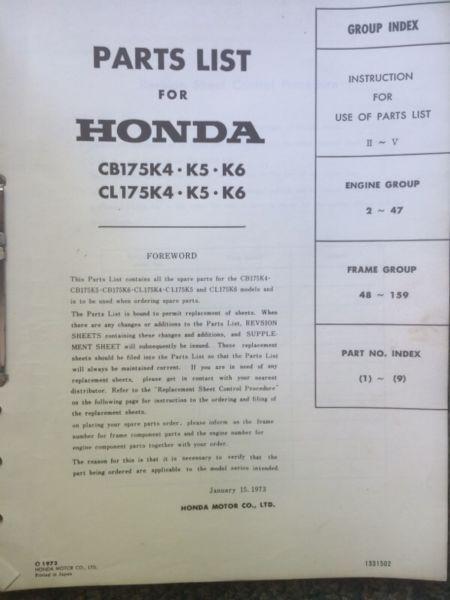 PARTS LIST
FOR
HONDA
CB175K4 · K5 · K6
CL175K4 · K5 · K6
FOREWORD
This Parts List contains all the spare parts for the CB175K4·
CB175K5·CB175K6·CL175K4·CL175K5 and CL175K6 models and
is to be used when ordering spare parts.
The Parts List is bound to permit replacement of sheets. When
there are any changes or additions to the Parts List, REVSION
SHEETS containing these changes and additions, and SUPPLE-
MENT SHEET will subsequently be issued. These replacement
sheets should be filed into the Parts List so that the Parts List
will always be maintained current. If you are in need of any
replacement sheets, please get in contact with your nearest
distributor. Refer to the "Replacement Sheet Control Procedure"
on the following page for instruction to the ordering and filing of
the replacement sheets.
on placing your spare parts order, please inform us the frame
number for frame component parts and the engine number for
engine component parts together with your order.
The reason for this is that it is necessary to verify that the
part being ordered are applicable to the model series intended.
January 15. 1973
HONDA MOTOR CO., LTD.
© 1973
HONDA MOTOR CO., LTD.
Printed in Japan
GROUP INDEX
INSTRUCTION
FOR
USE OF PARTS LIST
II ~ V
ENGINE GROUP
2 ~ 47
FRAME GROUP
48 ~ 159
PART NO. INDEX
(1) ~ (9)
1331502